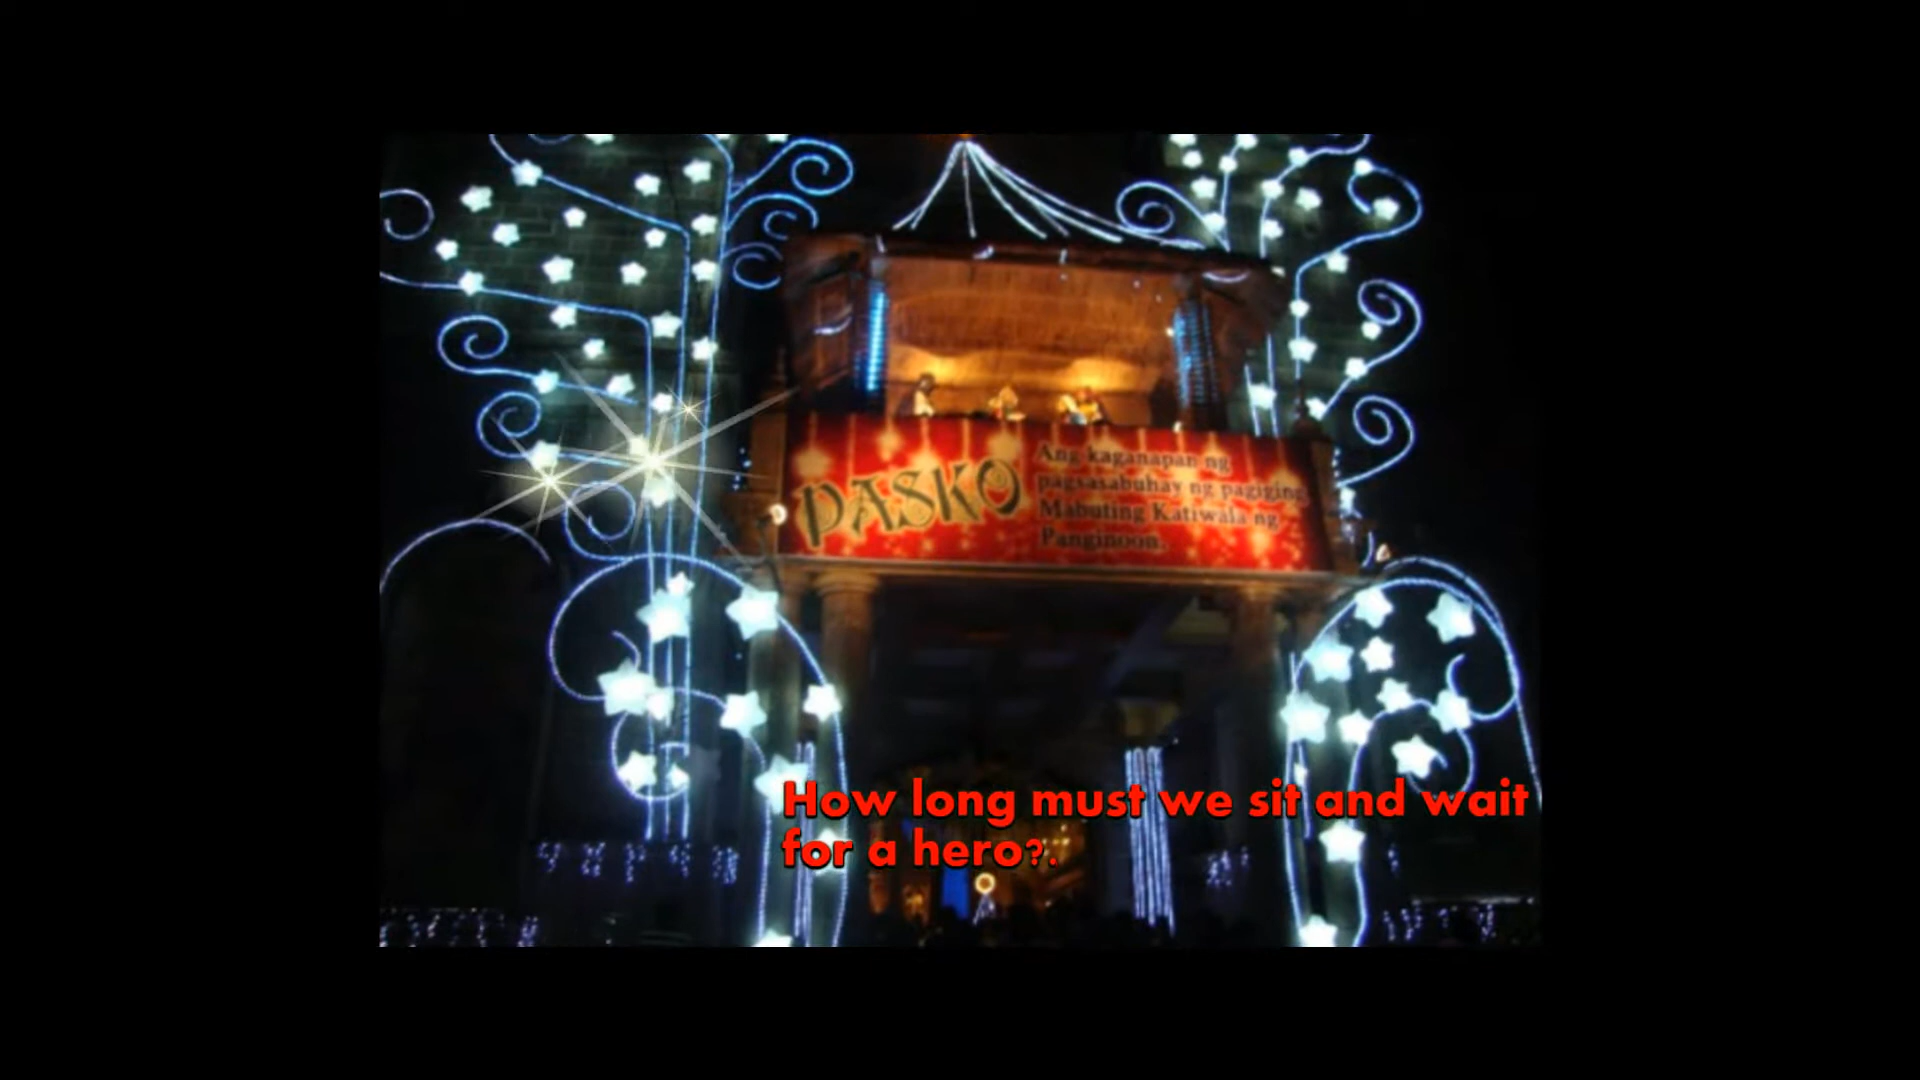 PASKO
Ang kaganapan ng
pagsasabuhay ng pagiging
Mabuting Katiwala ng
Panginoon.
How long must we sit and wait
for a hero?.